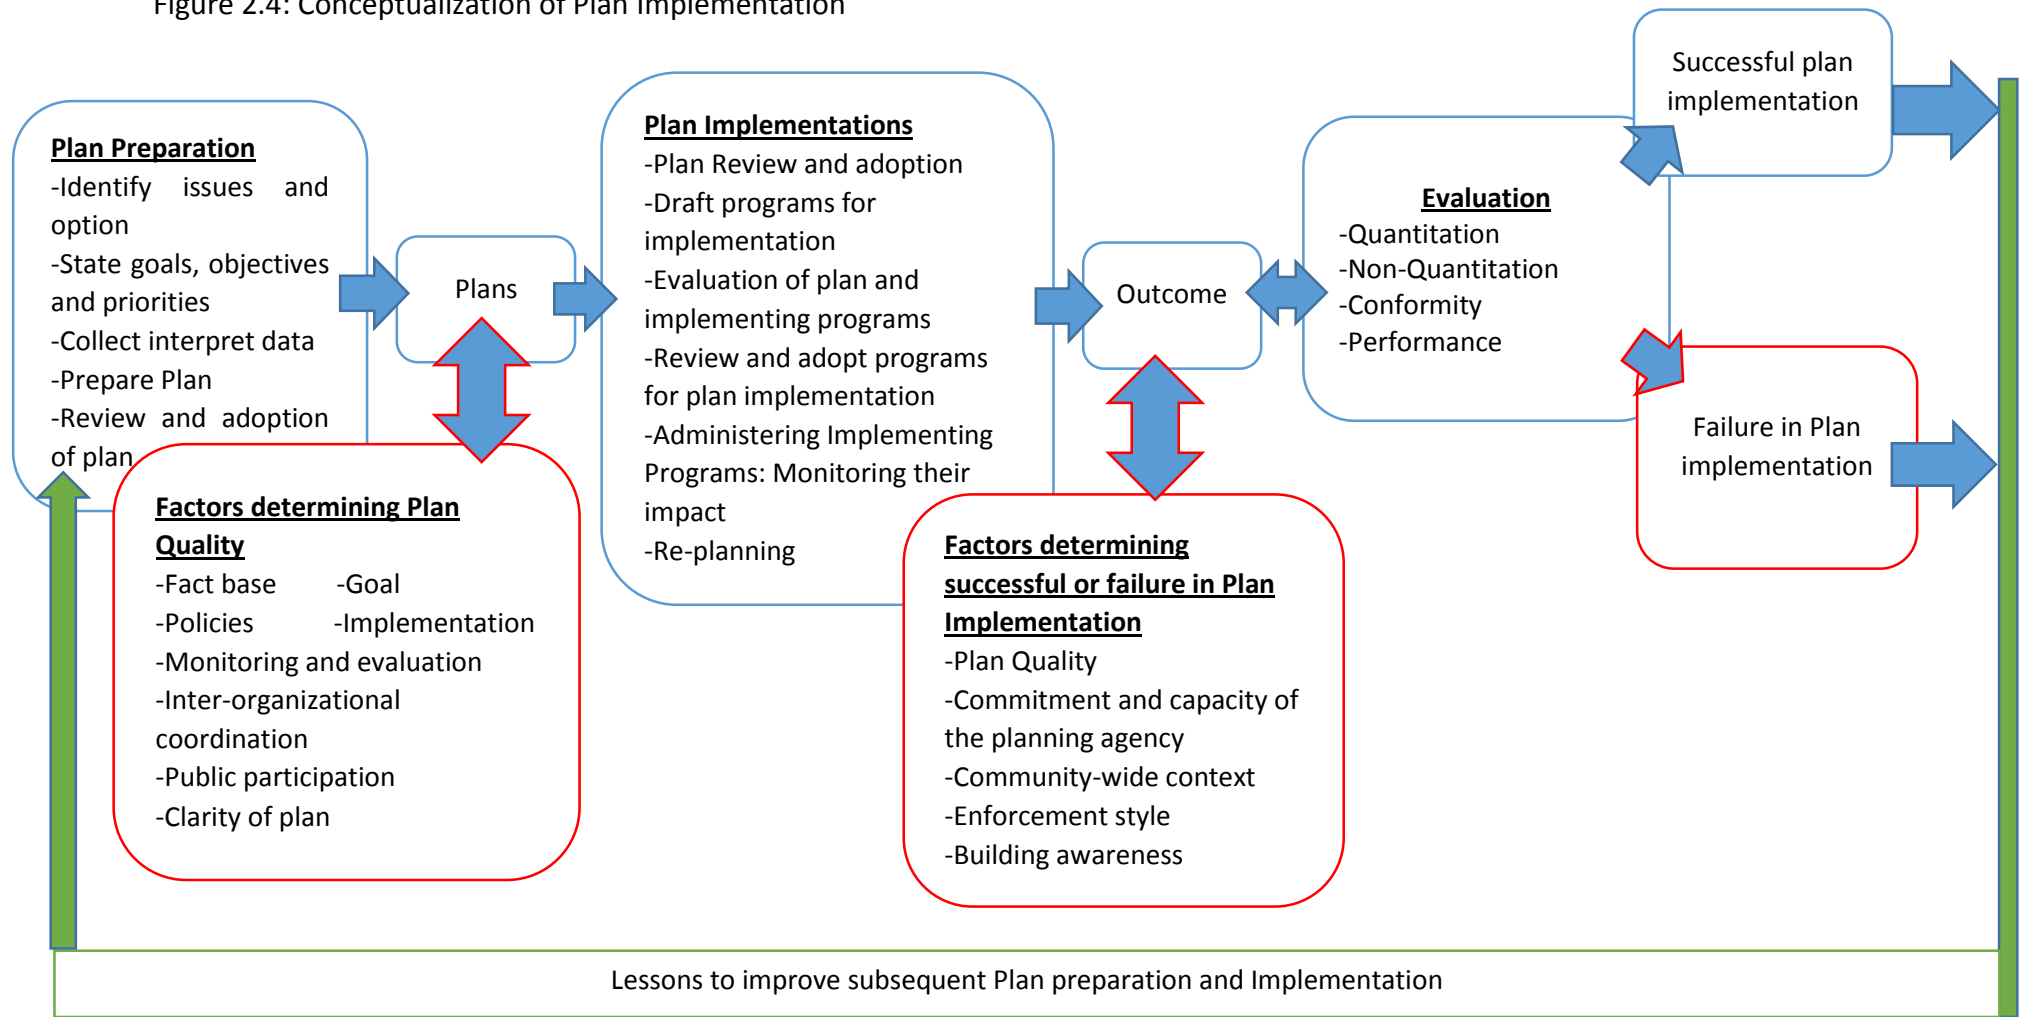 Figure 2.4: Conceptualization of Plan Implementation
Plan Preparation
-Identify issues and
option
-State goals, objectives
and priorities
-Collect interpret data
-Prepare Plan
-Review and adoption
of plan
Plans
Factors determining Plan
Quality
-Fact base -Goal
-Policies -Implementation
-Monitoring and evaluation
-Inter-organizational
coordination
-Public participation
-Clarity of plan
Plan Implementations
-Plan Review and adoption
-Draft programs for
implementation
-Evaluation of plan and
implementing programs
-Review and adopt programs
for plan implementation
-Administering Implementing
Programs: Monitoring their
impact
-Re-planning
Outcome
Factors determining
successful or failure in Plan
Implementation
-Plan Quality
-Commitment and capacity of
the planning agency
-Community-wide context
-Enforcement style
-Building awareness
Evaluation
-Quantitation
-Non-Quantitation
-Conformity
-Performance
Successful plan
implementation
Failure in Plan
implementation
Lessons to improve subsequent Plan preparation and Implementation